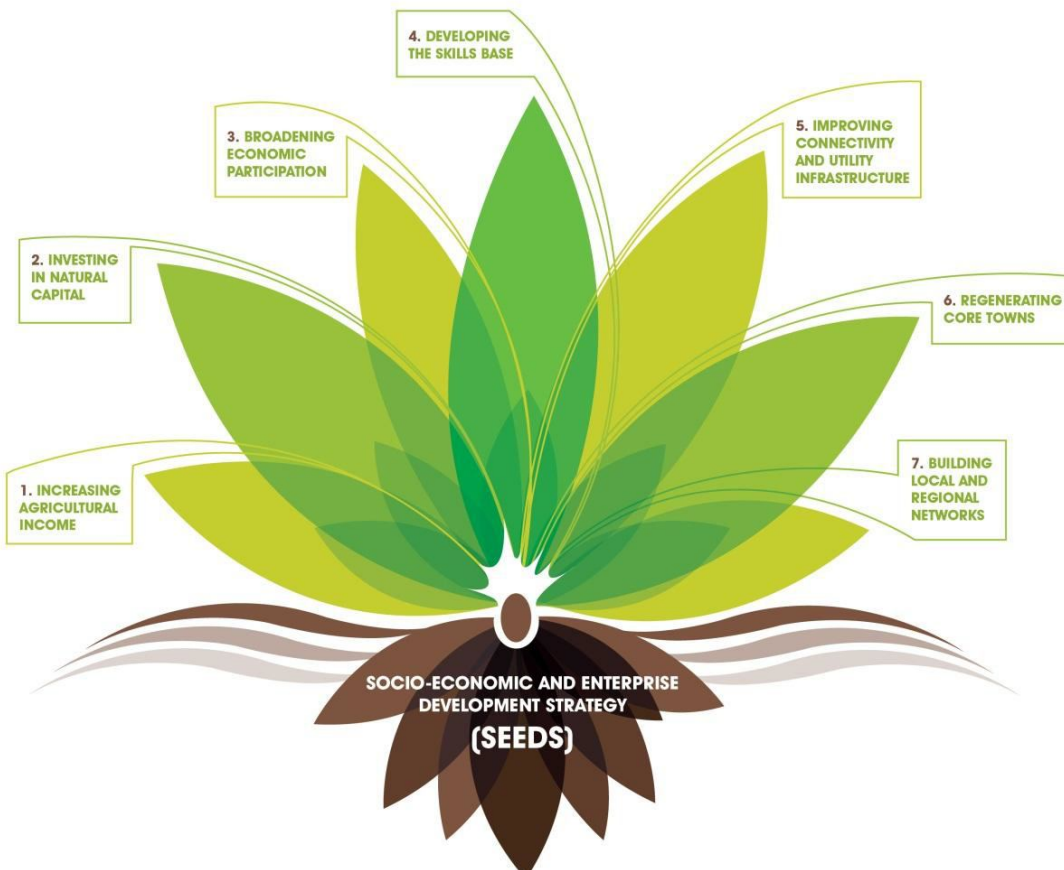 4. DEVELOPING
THE SKILLS BASE
3. BROADENING
ECONOMIC
PARTICIPATION
5. IMPROVING
CONNECTIVITY
AND UTILITY
INFRASTRUCTURE
2. INVESTING
IN NATURAL
CAPITAL
6. REGENERATING
CORE TOWNS
1. INCREASING
AGRICULTURAL
INCOME
7. BUILDING
LOCAL AND
REGIONAL
NETWORKS
SOCIO-ECONOMIC AND ENTERPRISE
DEVELOPMENT STRATEGY
(SEEDS)